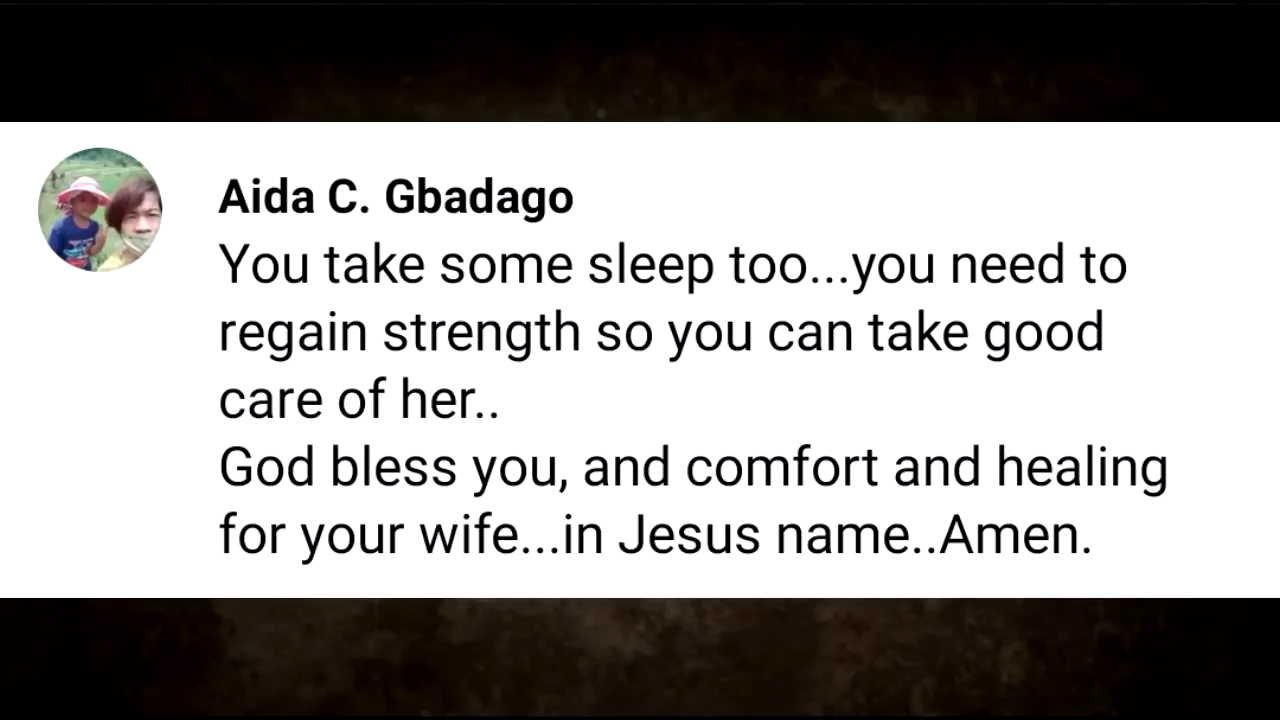 Aida C. Gbadago
You take some sleep too...you need to
regain strength so you can take good
care of her..
God bless you, and comfort and healing
for your wife...in Jesus name..Amen.